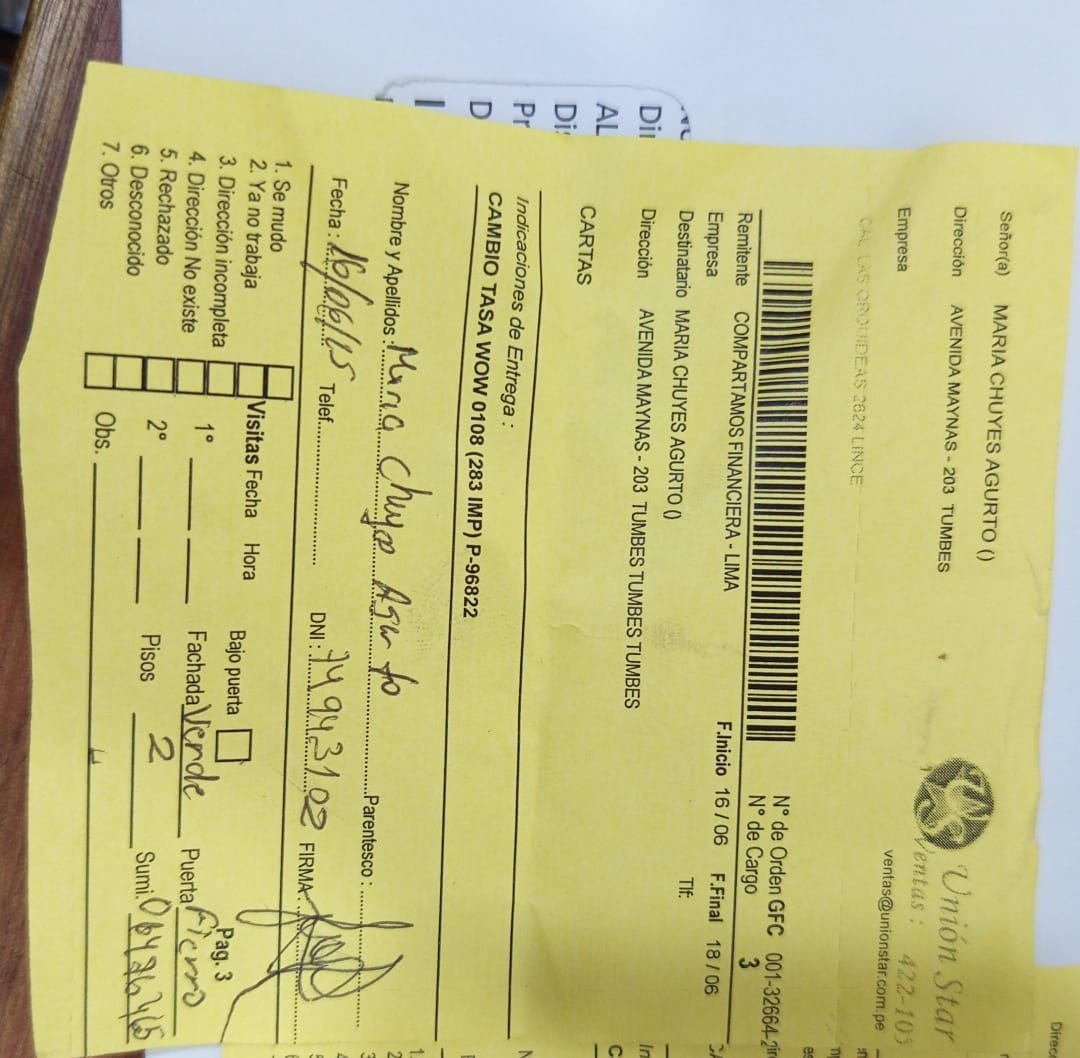 Unión Star
Ventas: 422-103
ventas@unionstar.com.pe
Señor(a) MARIA CHUYES AGURTO ()
Dirección AVENIDA MAYNAS - 203 TUMBES
Empresa
CAL LAS ORQUIDEAS 2624 LINCE
N° de Orden GFC 001-32664-
N° de Cargo 3
Remitente COMPARTAMOS FINANCIERA - LIMA
F.Inicio 16 / 06 F.Final 18 / 06
Empresa
Destinatario MARIA CHUYES AGURTO ()
Tlf:
Dirección AVENIDA MAYNAS - 203 TUMBES TUMBES TUMBES
CARTAS
Indicaciones de Entrega :
CAMBIO TASA WOW 0108 (283 IMP) P-96822
Nombre y Apellidos: Maria Chuyes Agurto Parentesco :
Fecha : 16/06/25 Telef. DNI : 74943102 FIRMA:
1. Se mudo
2. Ya no trabaja
3. Dirección incompleta
4. Dirección No existe
5. Rechazado
6. Desconocido
7. Otros
Visitas Fecha Hora
1°
2°
Obs.
Bajo puerta
Fachada Verde Puerta Fierro
Pisos 2 Sumi.
Pag. 3